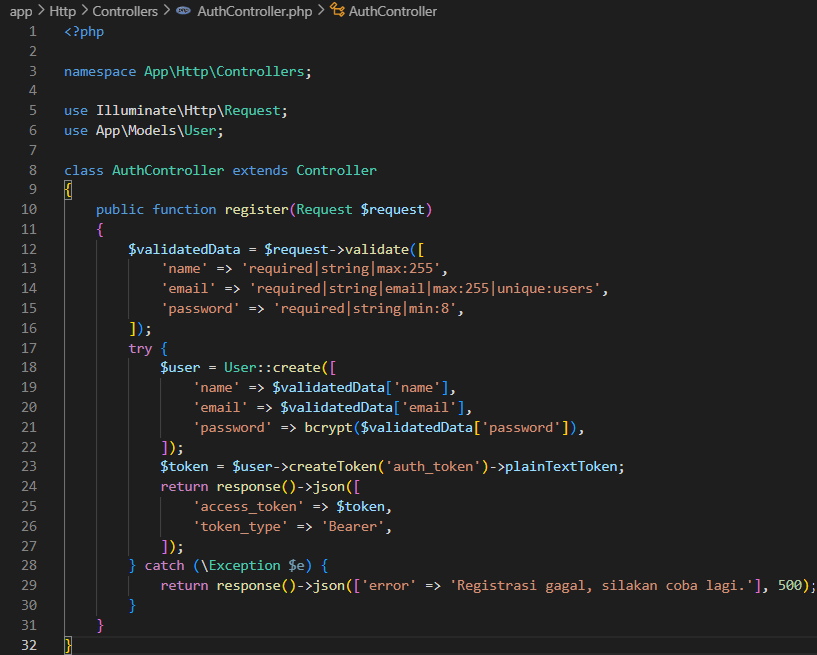 app > Http > Controllers > AuthController.php > AuthController
1 <?php
2
3 namespace App\Http\Controllers;
4
5 use Illuminate\Http\Request;
6 use App\Models\User;
7
8 class AuthController extends Controller
9 {
10     public function register(Request $request)
11     {
12         $validatedData = $request->validate([
13             'name' => 'required|string|max:255',
14             'email' => 'required|string|email|max:255|unique:users',
15             'password' => 'required|string|min:8',
16         ]);
17         try {
18             $user = User::create([
19                 'name' => $validatedData['name'],
20                 'email' => $validatedData['email'],
21                 'password' => bcrypt($validatedData['password']),
22             ]);
23             $token = $user->createToken('auth_token')->plainTextToken;
24             return response()->json([
25                 'access_token' => $token,
26                 'token_type' => 'Bearer',
27             ]);
28         } catch (\Exception $e) {
29             return response()->json(['error' => 'Registrasi gagal, silakan coba lagi.'], 500);
30         }
31     }
32 }